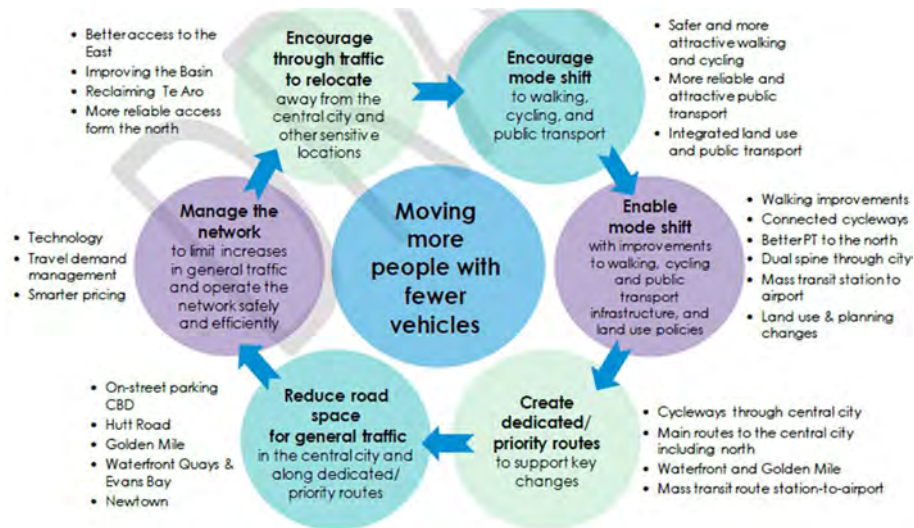 • Better access to the
East
• Improving the Basin
• Reclaiming Te Aro
• More reliable access
form the north
Encourage
through traffic
to relocate
away from the
central city and
other sensitive
locations
Encourage
mode shift
to walking,
cycling, and
public transport
• Safer and more
attractive walking
and cycling
• More reliable and
attractive public
transport
• Integrated land use
and public transport
• Technology
• Travel demand
management
• Smarter pricing
Manage the
network
to limit increases
in general traffic
and operate the
network safely
and efficiently
Moving
more
people with
fewer
vehicles
Enable
mode shift
with improvements
to walking, cycling
and public
transport
infrastructure, and
land use policies
• Walking improvements
• Connected cycleways
• Better PT to the north
• Dual spine through city
• Mass transit station to
airport
• Land use & planning
changes
• On-street parking
CBD
• Hutt Road
• Golden Mile
• Waterfront Quays &
Evans Bay
• Newtown
Reduce road
space
for general traffic
in the central city and
along dedicated/
priority routes
Create
dedicated/
priority routes
to support key
changes
• Cycleways through central city
• Main routes to the central city
including north
• Waterfront and Golden Mile
• Mass transit route station-to-airport